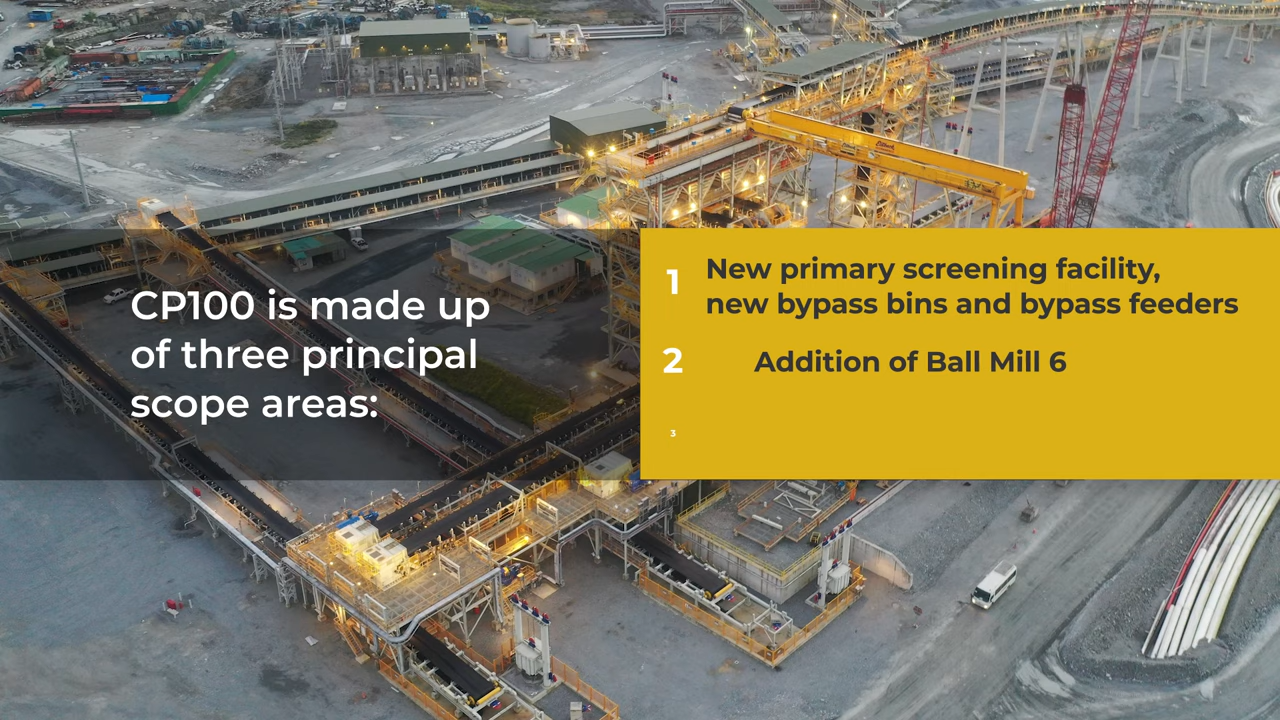 CP100 is made up
of three principal
scope areas:
1
New primary screening facility,
new bypass bins and bypass feeders
2
Addition of Ball Mill 6
3